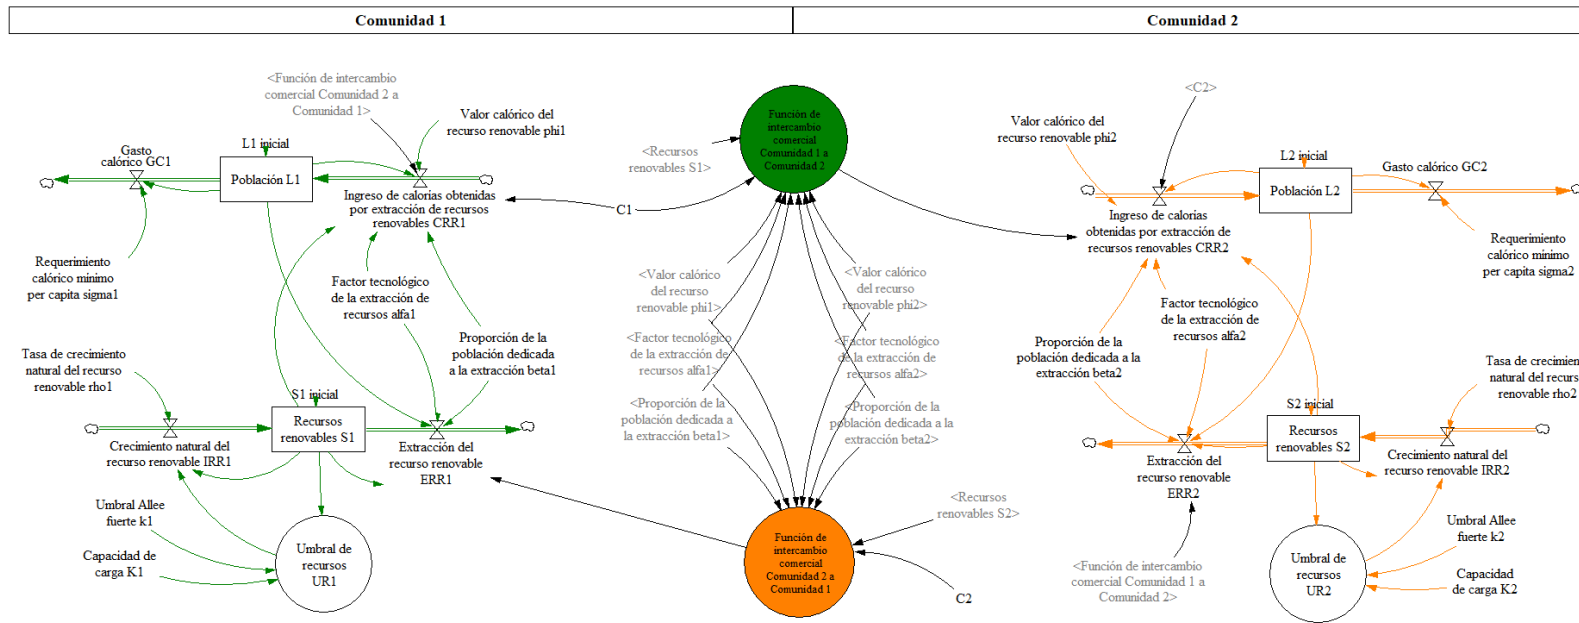 Comunidad 1
Comunidad 2
<Función de intercambio
comercial Comunidad 2 a
Comunidad 1>
Valor calórico del
recurso renovable phi1
L1 inicial
Gasto
calórico GC1
Población L1
Ingreso de calorías obtenidas
por extracción de recursos
renovables CRR1
Requerimiento
calórico mínimo
per capita sigma1
Factor tecnológico
de la extracción de
recursos alfa1
Proporción de la
población dedicada
a la extracción beta1
Tasa de crecimiento
natural del recurso
renovable rho1
S1 inicial
Recursos
renovables S1
Crecimiento natural del
recurso renovable IRR1
Extracción del
recurso renovable
ERR1
Umbral Allee
fuerte k1
Capacidad de
carga K1
Umbral de
recursos
UR1
Función de
intercambio
comercial
Comunidad 1 a
Comunidad 2
<Recursos
renovables S1>
C1
<Valor calórico
del recurso
renovable phi1>
<Valor calórico
del recurso
renovable phi2>
<Factor tecnológico
de la extracción de
recursos alfa1>
<Factor tecnológico
de la extracción de
recursos alfa2>
<Proporción de la
población dedicada a
la extracción beta1>
<Proporción de la
población dedicada a la
extracción beta2>
Función de
intercambio
comercial
Comunidad 2 a
Comunidad 1
<Recursos
renovables S2>
C2
<C2>
Valor calórico del
recurso renovable phi2
L2 inicial
Población L2
Gasto calórico GC2
Ingreso de calorías
obtenidas por extracción de
recursos renovables CRR2
Requerimiento
calórico mínimo
per capita sigma2
Factor tecnológico
de la extracción de
recursos alfa2
Proporción de la
población dedicada a la
extracción beta2
Tasa de crecimiento
natural del recurso
renovable rho2
S2 inicial
Recursos
renovables S2
Extracción del
recurso renovable
ERR2
Crecimiento natural del
recurso renovable IRR2
Umbral Allee
fuerte k2
Umbral de
recursos
UR2
Capacidad
de carga K2
<Función de intercambio
comercial Comunidad 1 a
Comunidad 2>